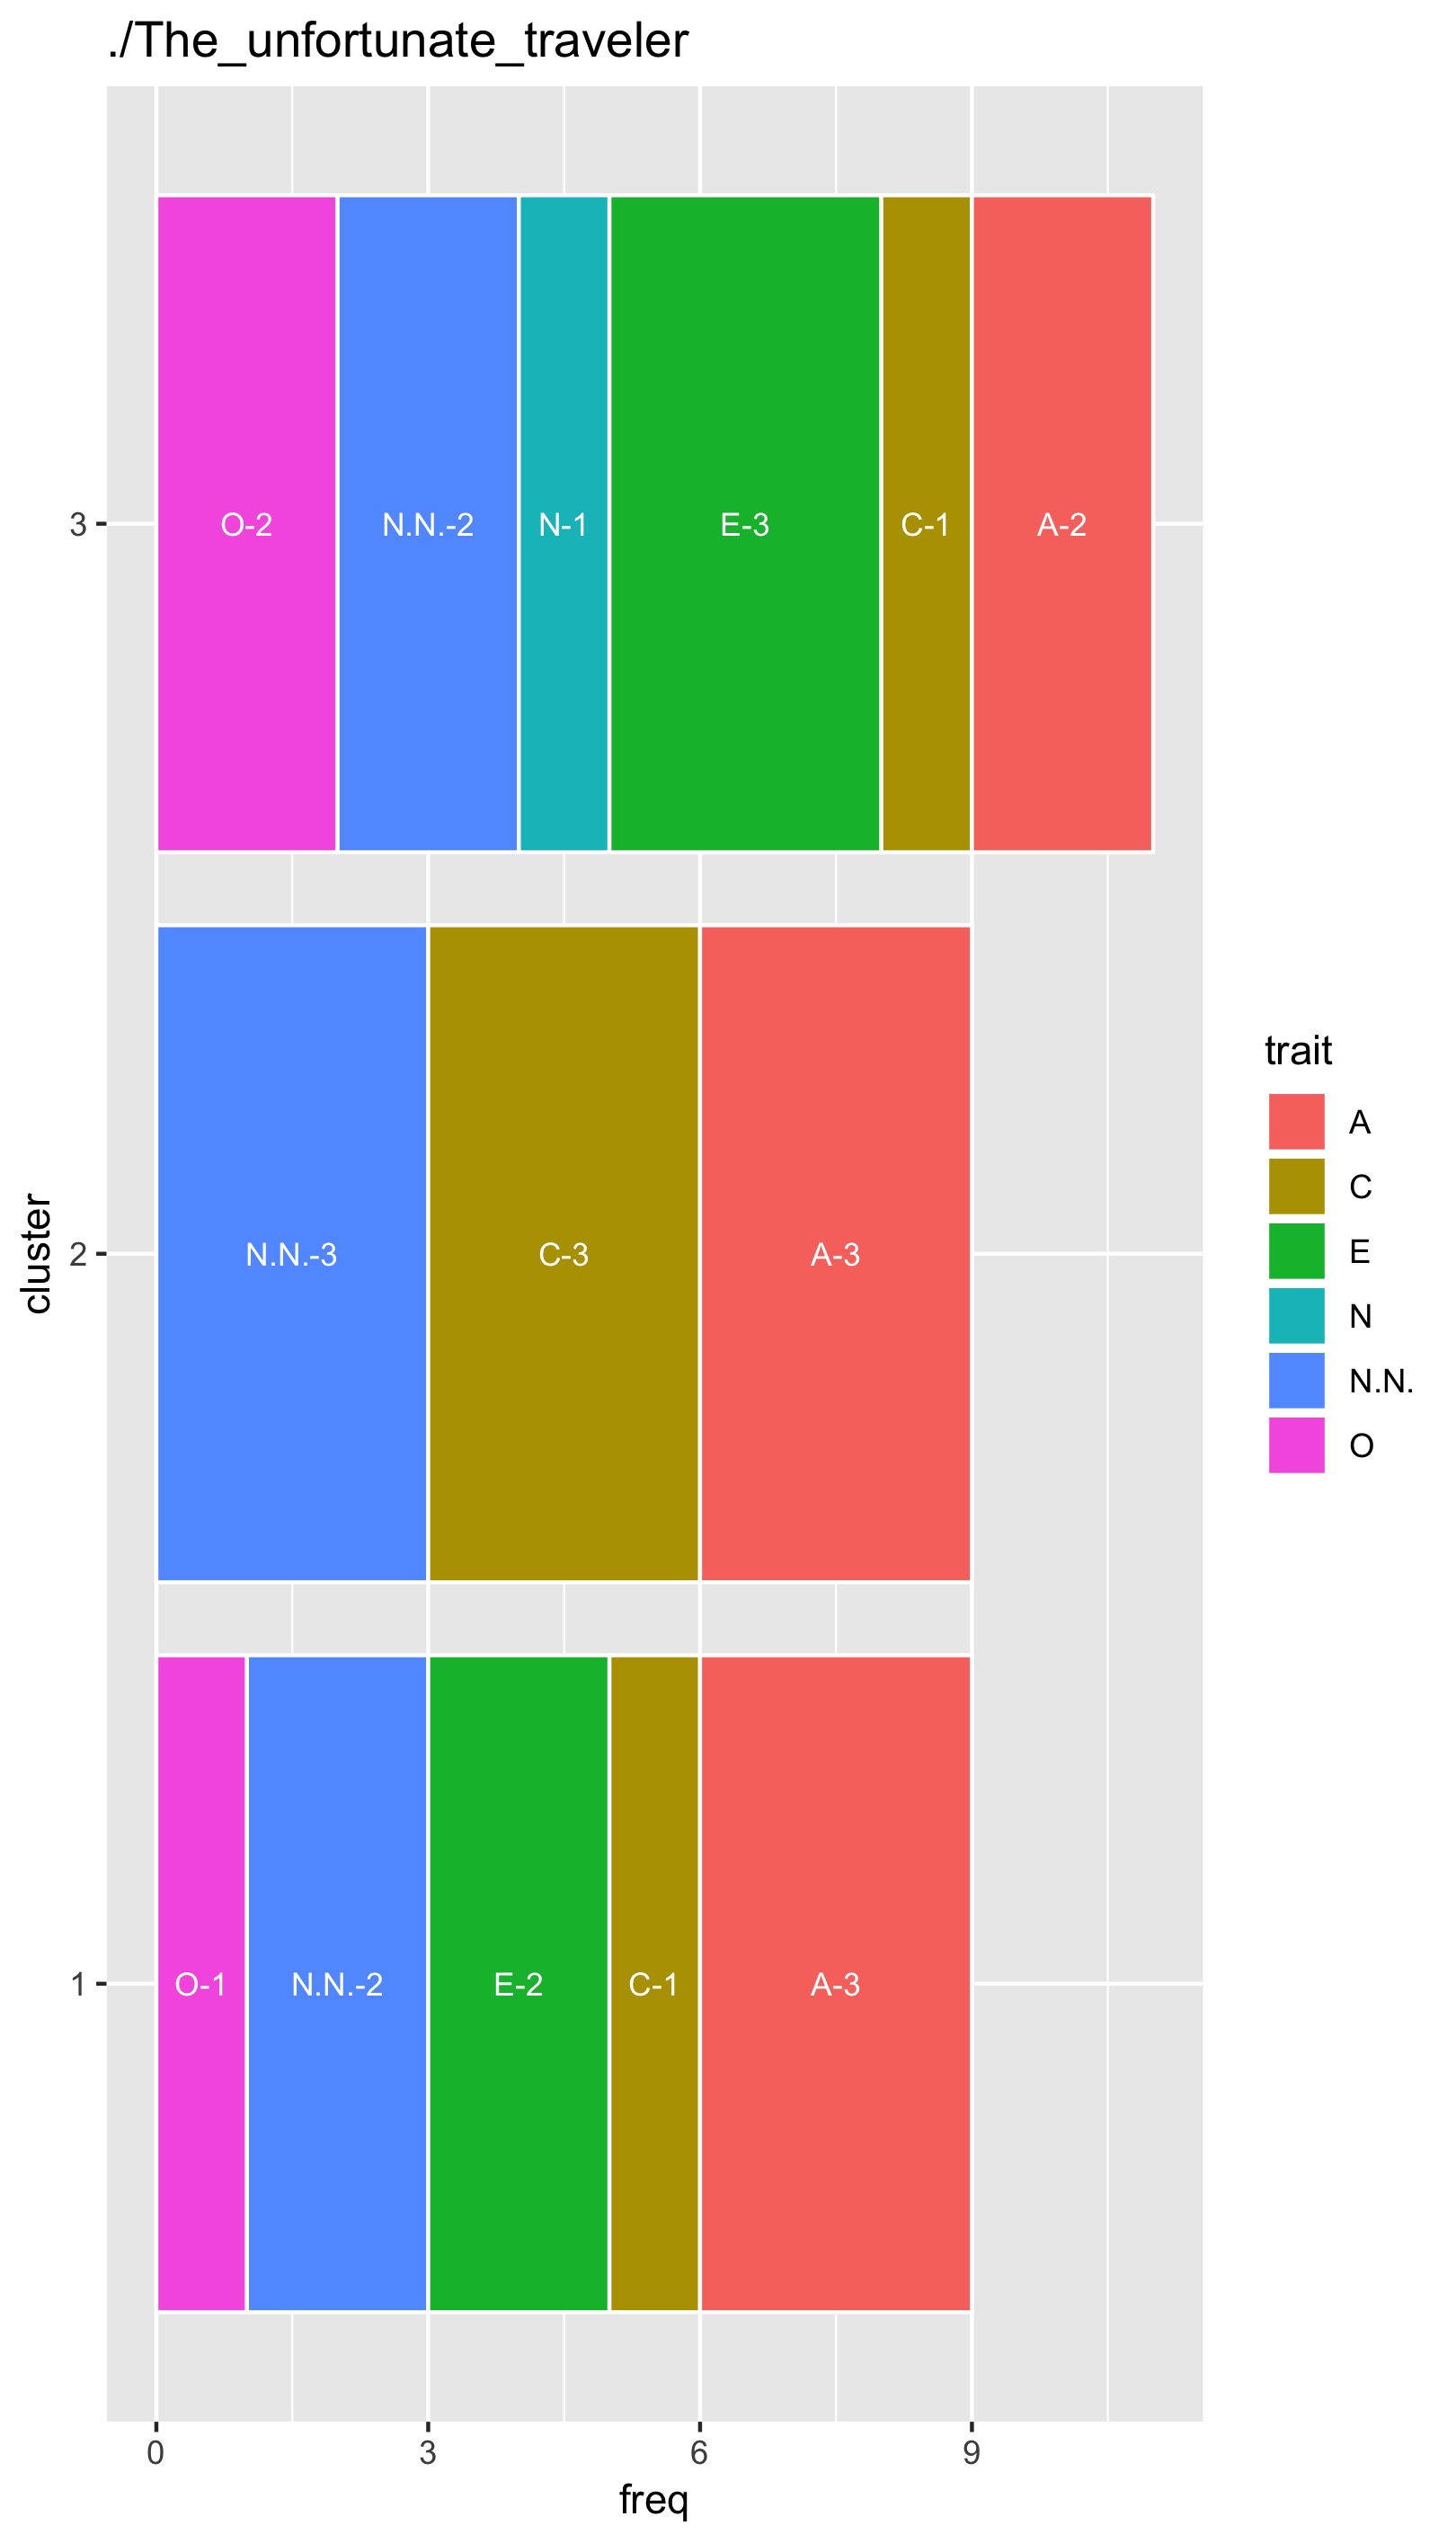 ./The_unfortunate_traveler
3
O-2 N.N.-2 N-1 E-3 C-1 A-2
cluster
2
N.N.-3 C-3 A-3
1
O-1 N.N.-2 E-2 C-1 A-3
0 3 6 9
freq
trait
A
C
E
N
N.N.
O